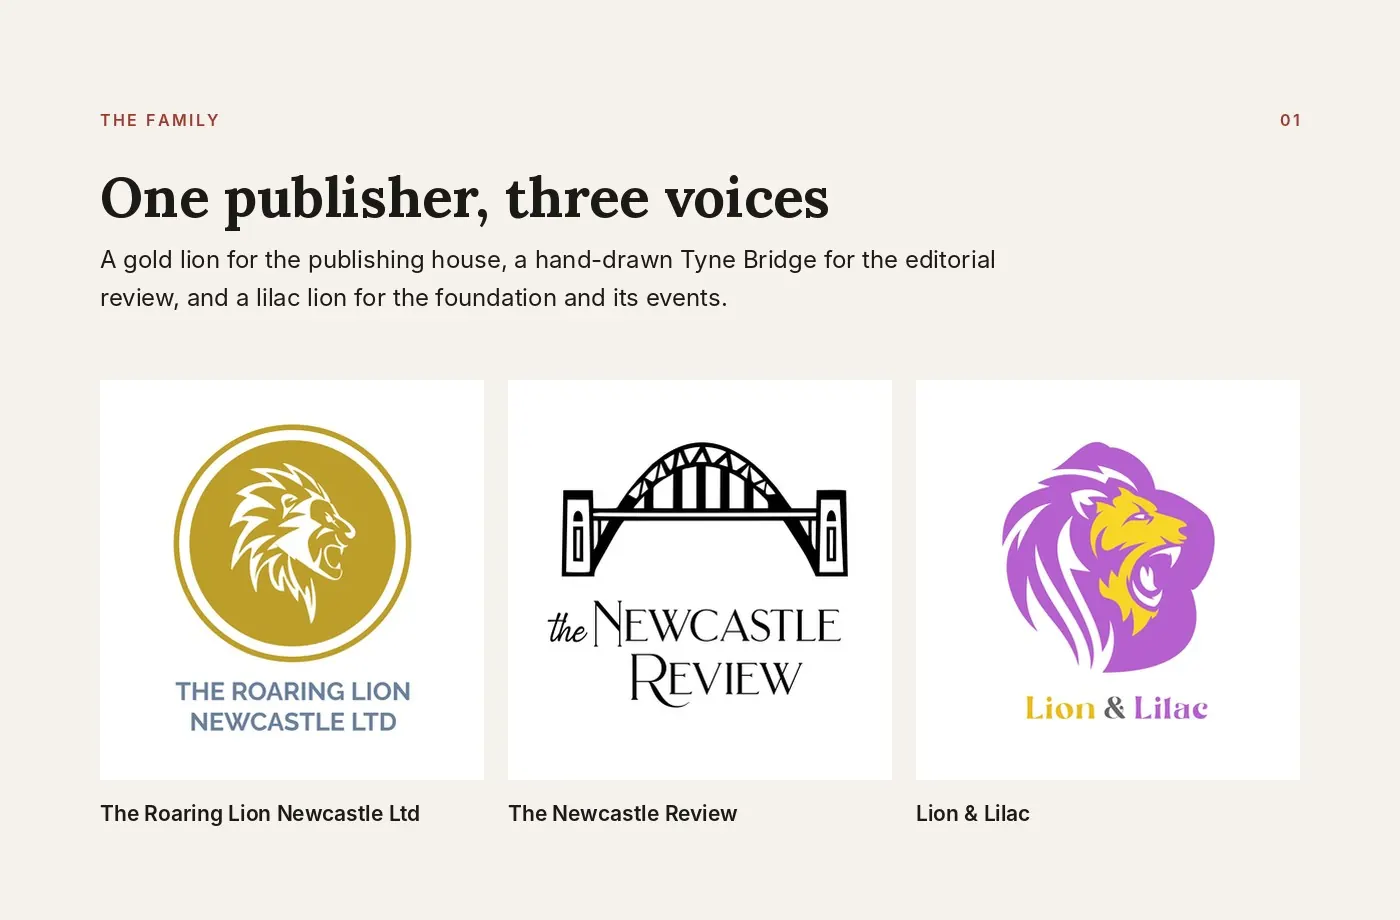 THE FAMILY
01
One publisher, three voices
A gold lion for the publishing house, a hand-drawn Tyne Bridge for the editorial
review, and a lilac lion for the foundation and its events.
THE ROARING LION
NEWCASTLE LTD
the NEWCASTLE
REVIEW
Lion & Lilac
The Roaring Lion Newcastle Ltd
The Newcastle Review
Lion & Lilac